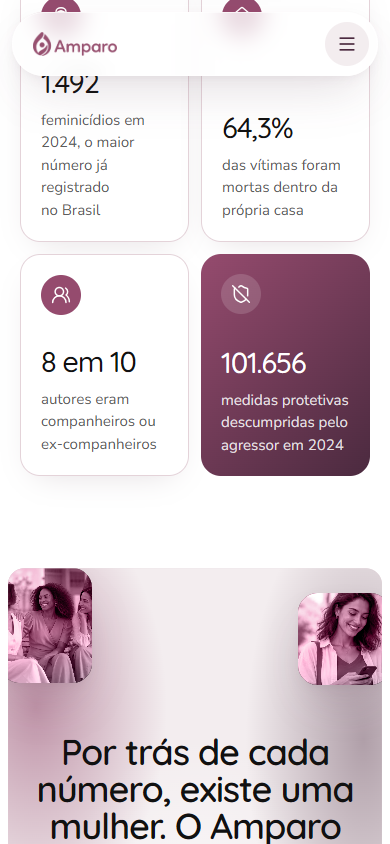 Amparo
1.492
feminicídios em
2024, o maior
número já
registrado
no Brasil
64,3%
das vítimas foram
mortas dentro da
própria casa
8 em 10
autores eram
companheiros ou
ex-companheiros
101.656
medidas protetivas
descumpridas pelo
agressor em 2024
Por trás de cada
número, existe uma
mulher. O Amparo